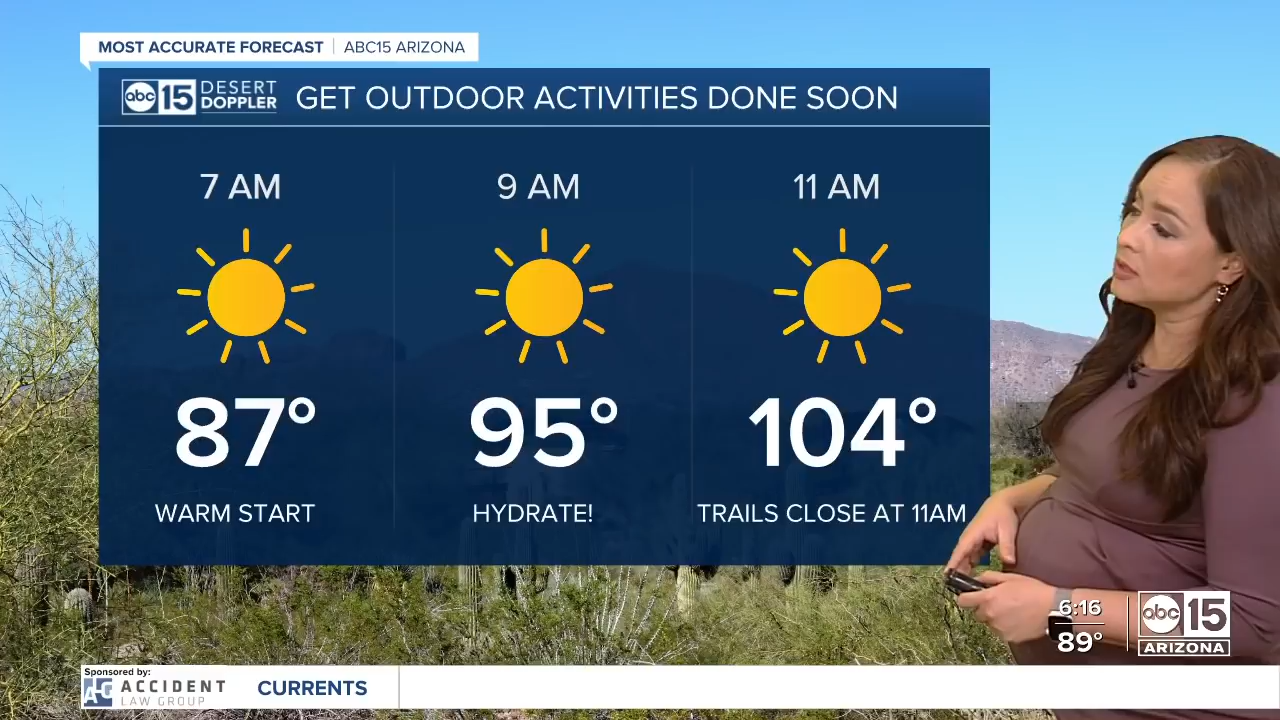 MOST ACCURATE FORECAST | ABC15 ARIZONA
abc 15 DESERT DOPPLER
GET OUTDOOR ACTIVITIES DONE SOON
7 AM
87°
WARM START
9 AM
95°
HYDRATE!
11 AM
104°
TRAILS CLOSE AT 11AM
6:16
89°
abc 15
ARIZONA
Sponsored by:
ALG ACCIDENT
LAW GROUP
CURRENTS